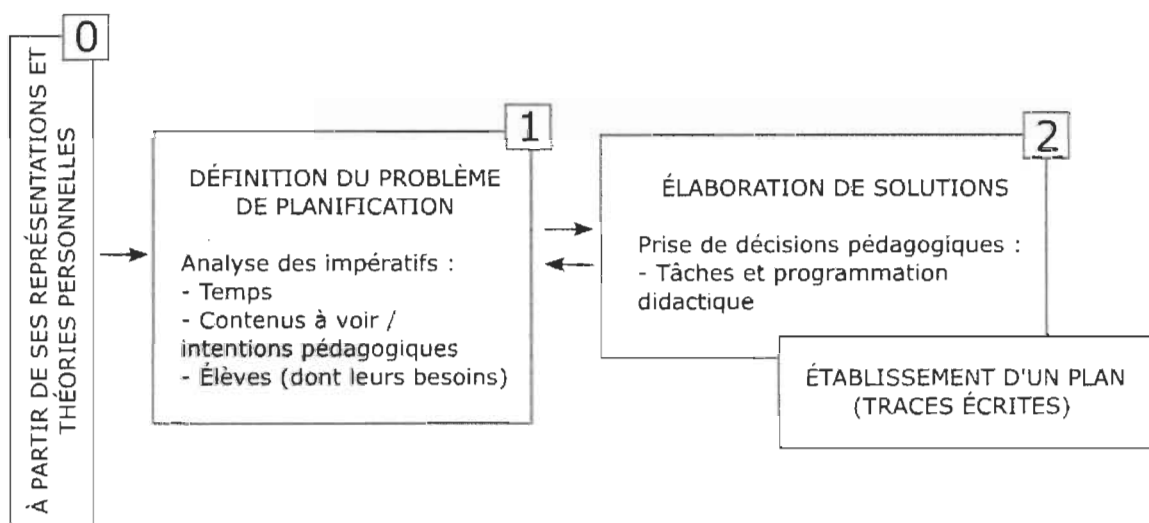 0
À PARTIR DE SES REPRÉSENTATIONS ET
THÉORIES PERSONNELLES
1
DÉFINITION DU PROBLÈME
DE PLANIFICATION
Analyse des impératifs :
- Temps
- Contenus à voir /
intentions pédagogiques
- Élèves (dont leurs besoins)
2
ÉLABORATION DE SOLUTIONS
Prise de décisions pédagogiques :
- Tâches et programmation
didactique
ÉTABLISSEMENT D'UN PLAN
(TRACES ÉCRITES)